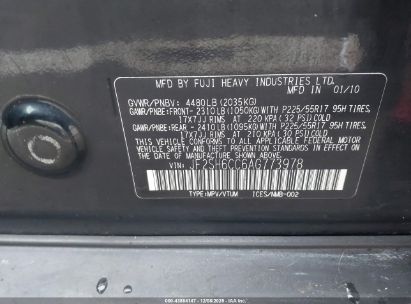 MFD BY FUJI HEAVY INDUSTRIES LTD.
IN 01/10
GVWR/PNBV: 4480LB (2035KG)
GAWR/PNBE: FRONT- 2310LB (1050KG) WITH P225/55R17 95H TIRES,
17X7JJ RIMS AT 220 KPA (32 PSI) COLD
GAWR/PNBE: REAR - 2410LB (1095KG) WITH P225/55R17 95H TIRES,
17X7JJ RIMS AT 210 KPA (30 PSI) COLD
THIS VEHICLE CONFORMS TO ALL APPLICABLE FEDERAL MOTOR
VEHICLE SAFETY AND THEFT PREVENTION STANDARDS IN EFFECT
ON THE DATE OF MANUFACTURE SHOWN ABOVE.
VIN: JF2SH6CC6AG773978
TYPE:MPV/VTUM ICES/NMB-002